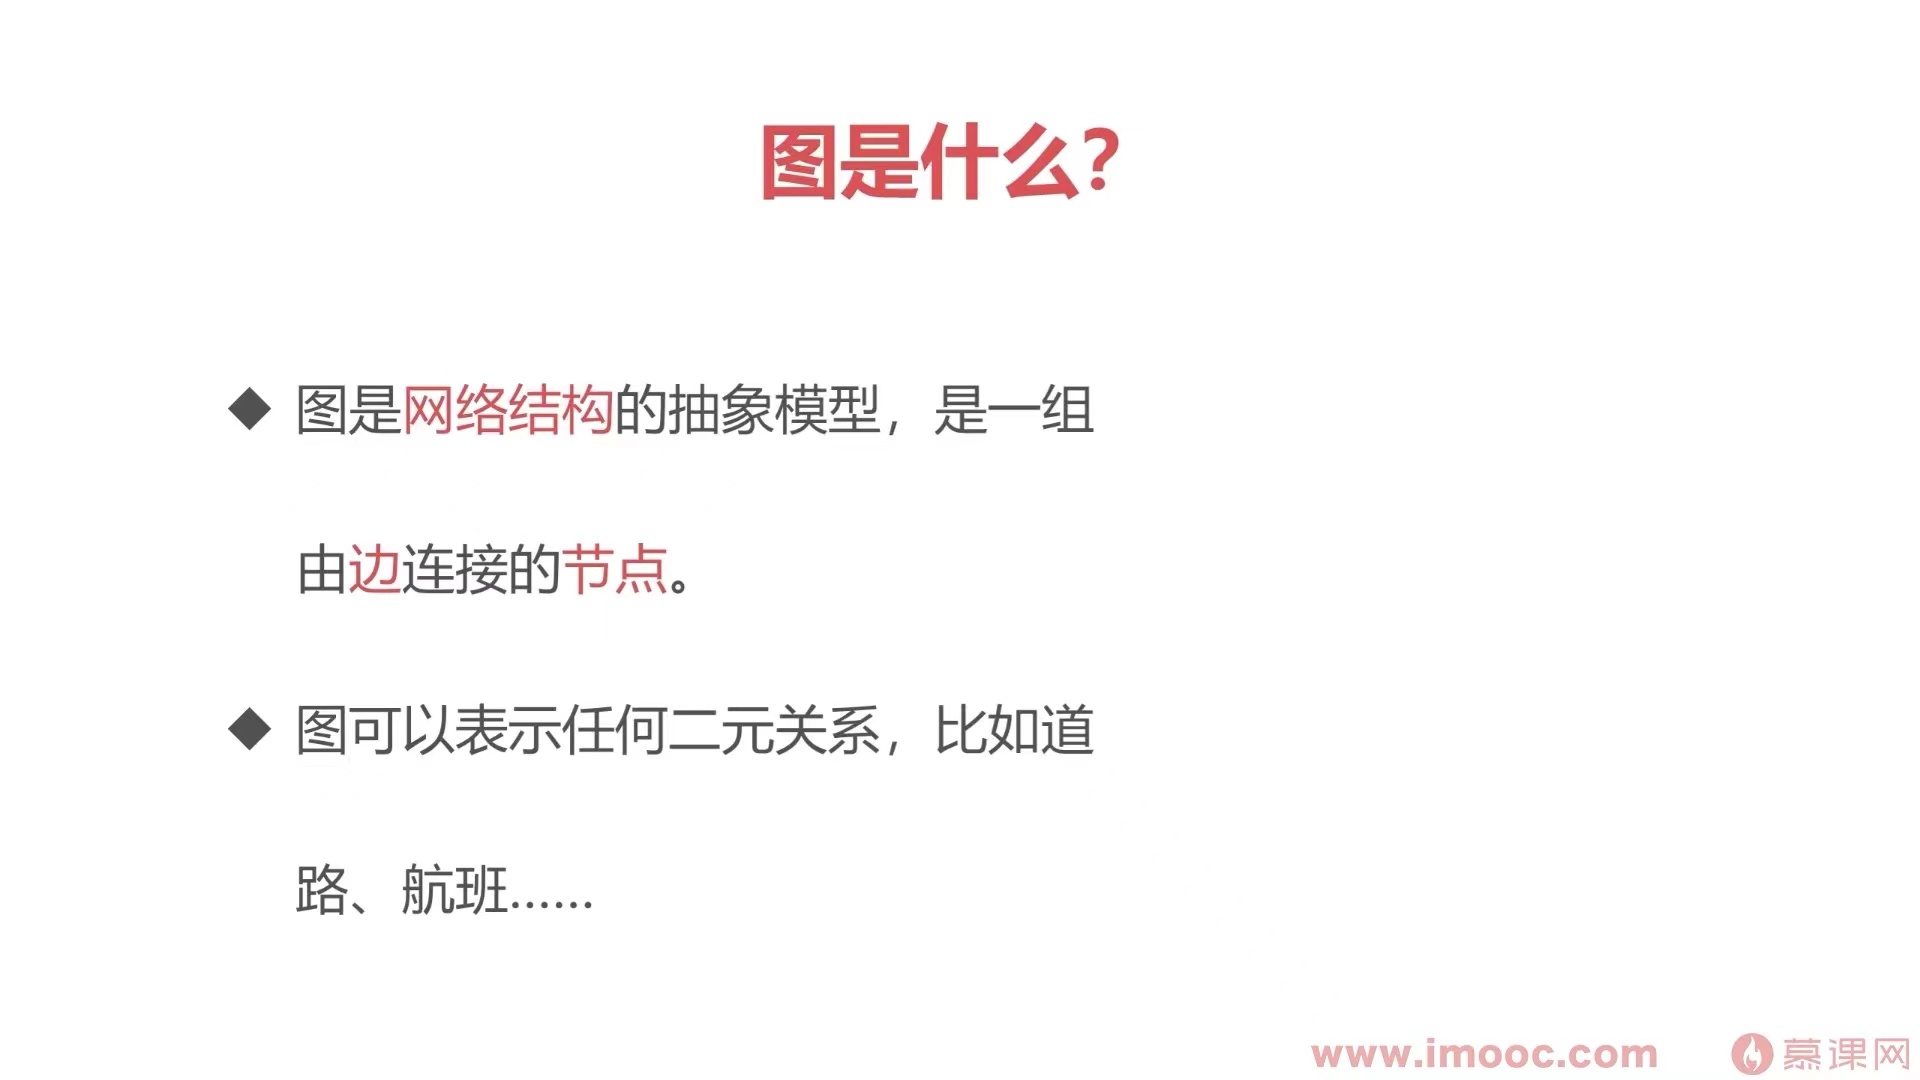 图是什么？
◆ 图是网络结构的抽象模型，是一组
由边连接的节点。
◆ 图可以表示任何二元关系，比如道
路、航班……
www.imooc.com 慕课网